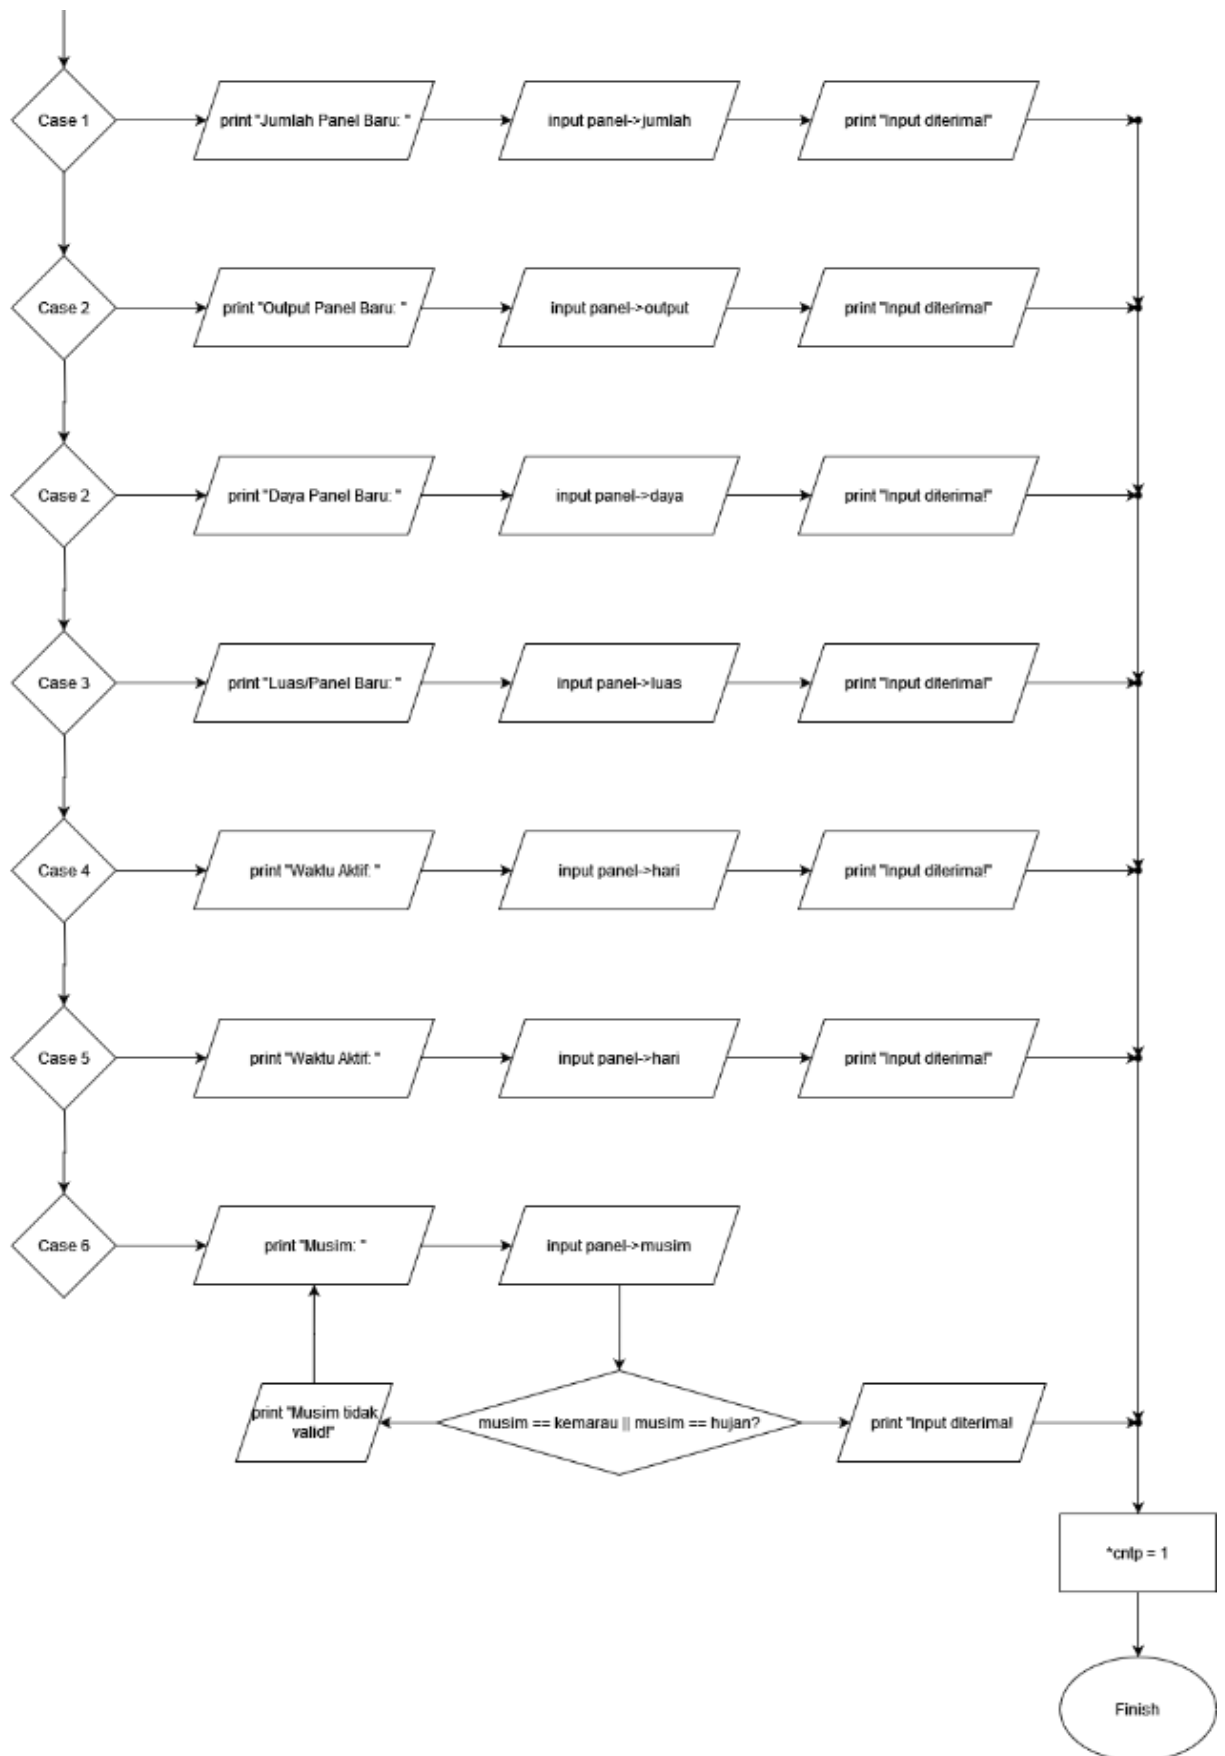 Case 1
print "Jumlah Panel Baru: "
input panel->jumlah
print "Input diterima!"
Case 2
print "Output Panel Baru: "
input panel->output
print "Input diterima!"
Case 2
print "Daya Panel Baru: "
input panel->daya
print "Input diterima!"
Case 3
print "Luas/Panel Baru: "
input panel->luas
print "Input diterima!"
Case 4
print "Waktu Aktif: "
input panel->hari
print "Input diterima!"
Case 5
print "Waktu Aktif: "
input panel->hari
print "Input diterima!"
Case 6
print "Musim: "
input panel->musim
print "Musim tidak
valid!"
musim == kemarau || musim == hujan?
print "Input diterima!
*cntp = 1
Finish